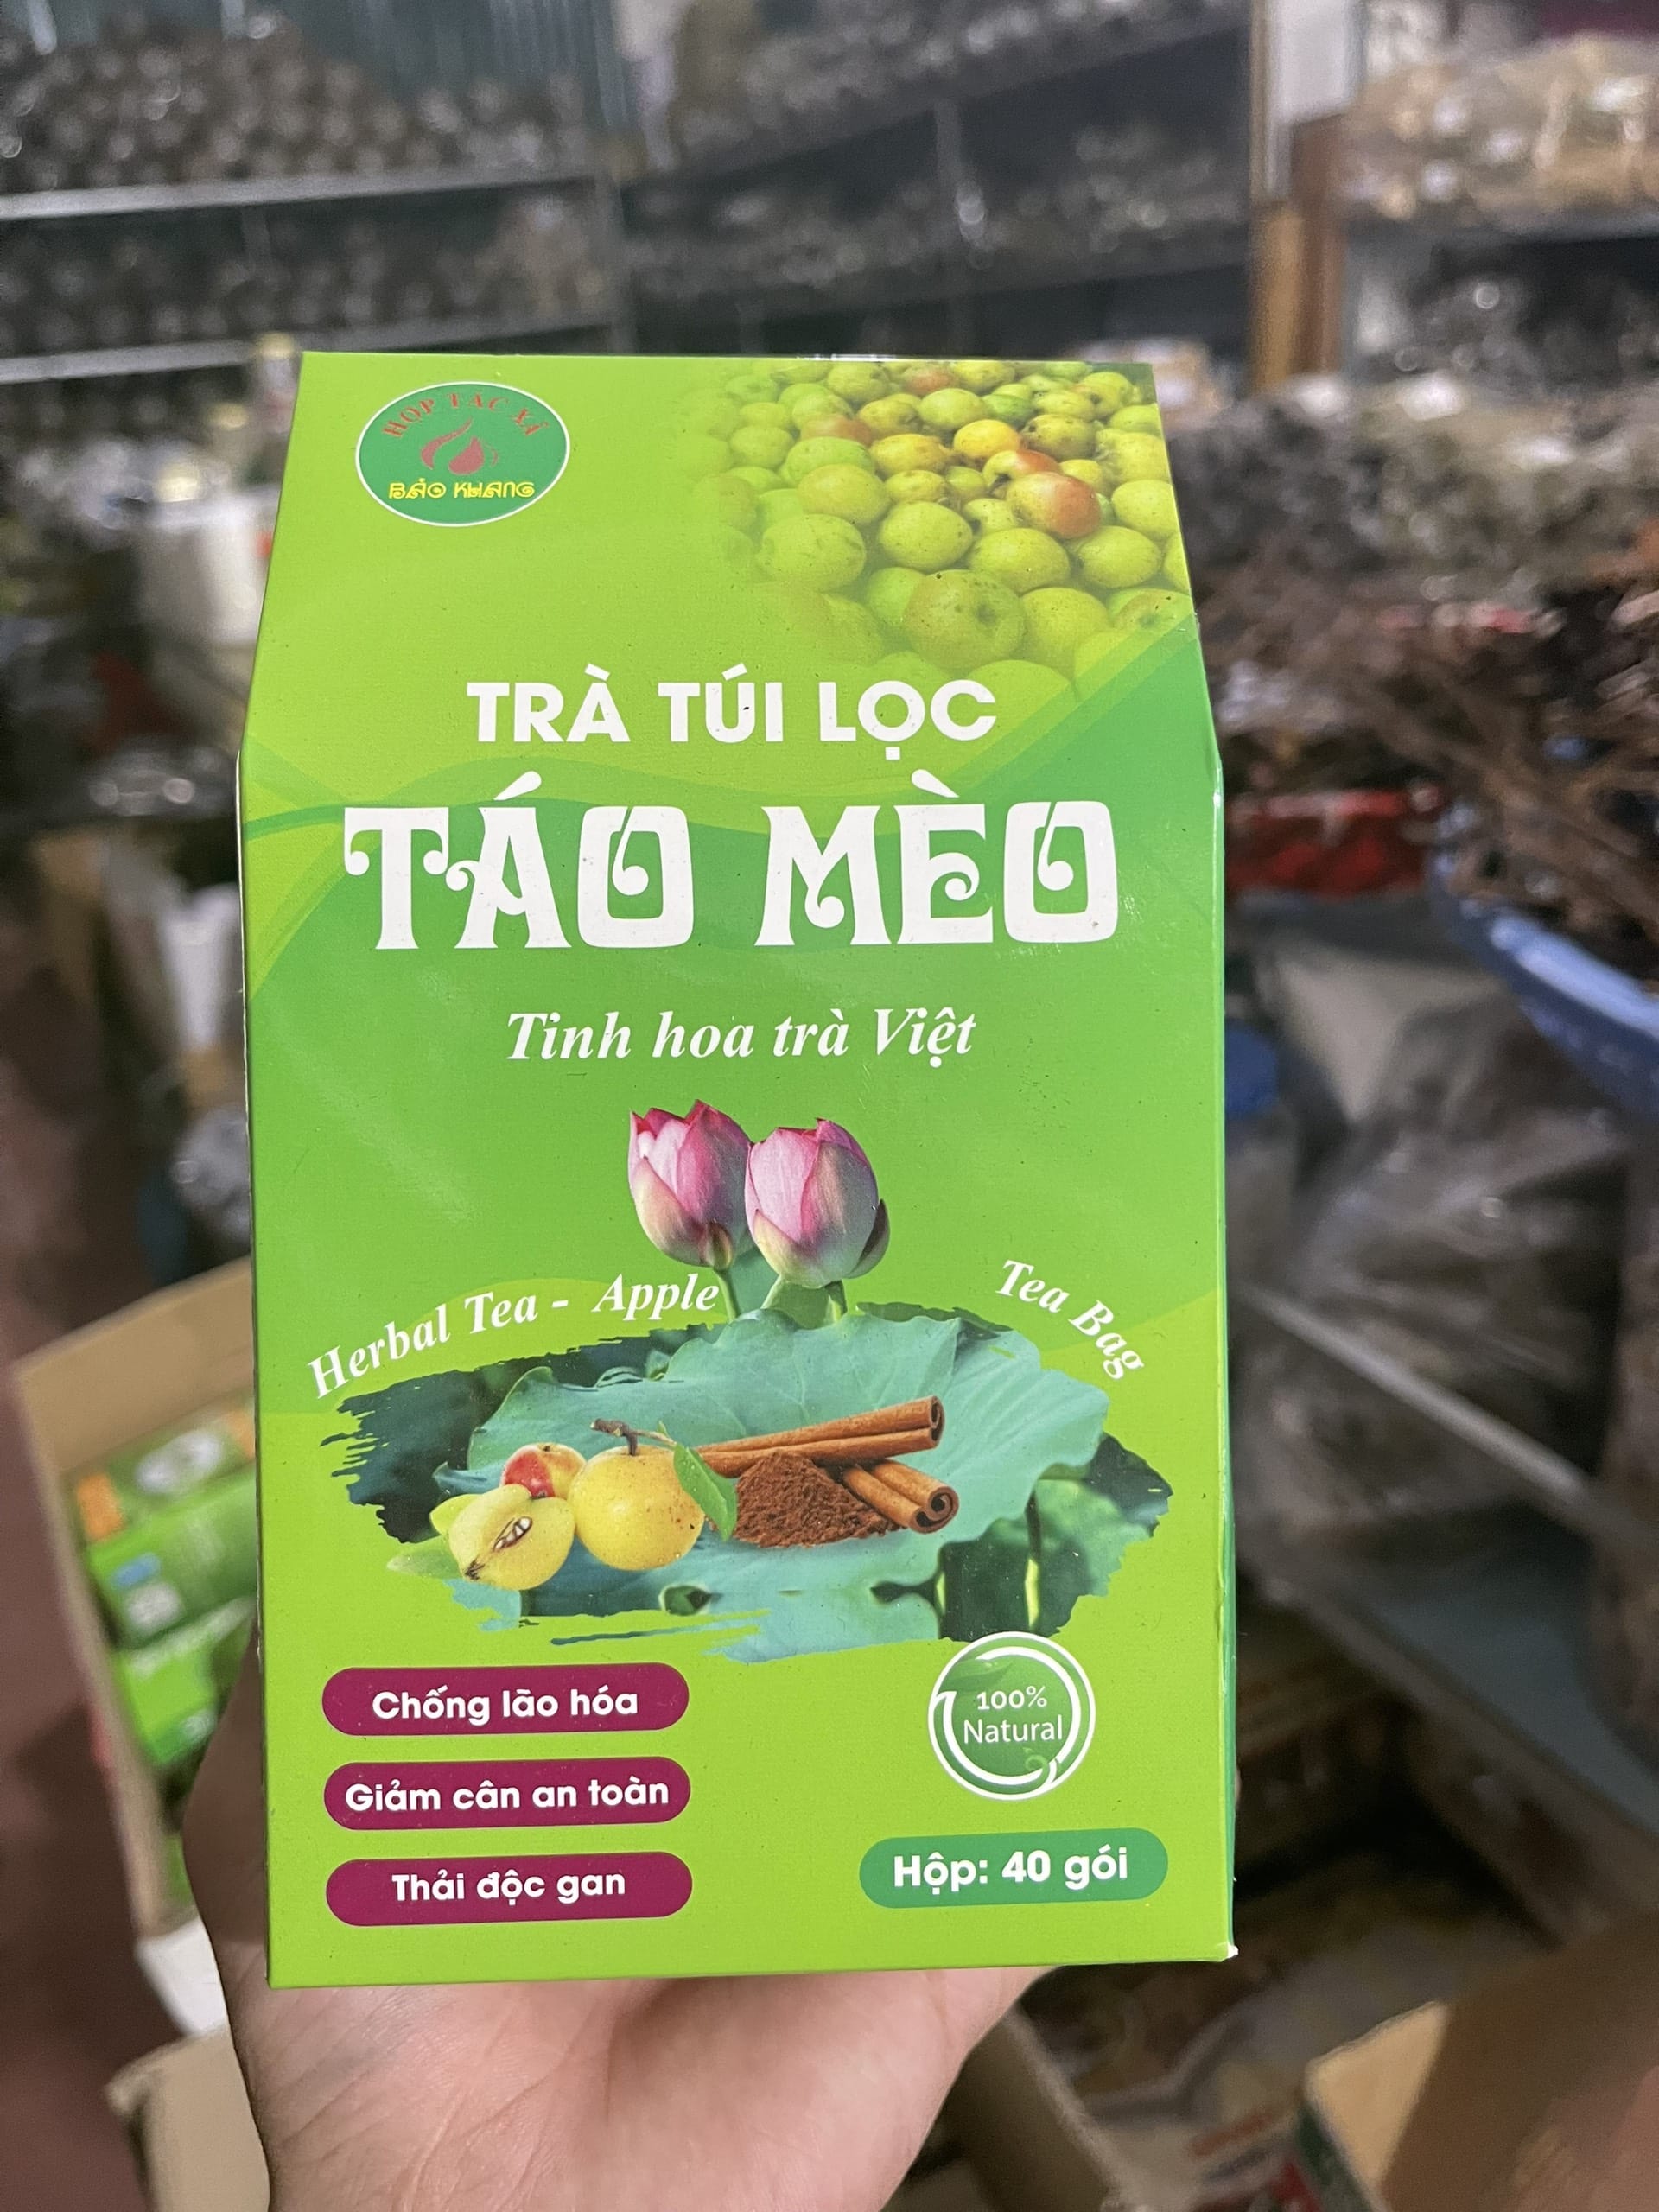 HỢP TÁC XÃ
BẢO KHANG
TRÀ TÚI LỌC
TÁO MÈO
Tinh hoa trà Việt
Herbal Tea - Apple Tea Bag
Chống lão hóa
Giảm cân an toàn
Thải độc gan
100%
Natural
Hộp: 40 gói